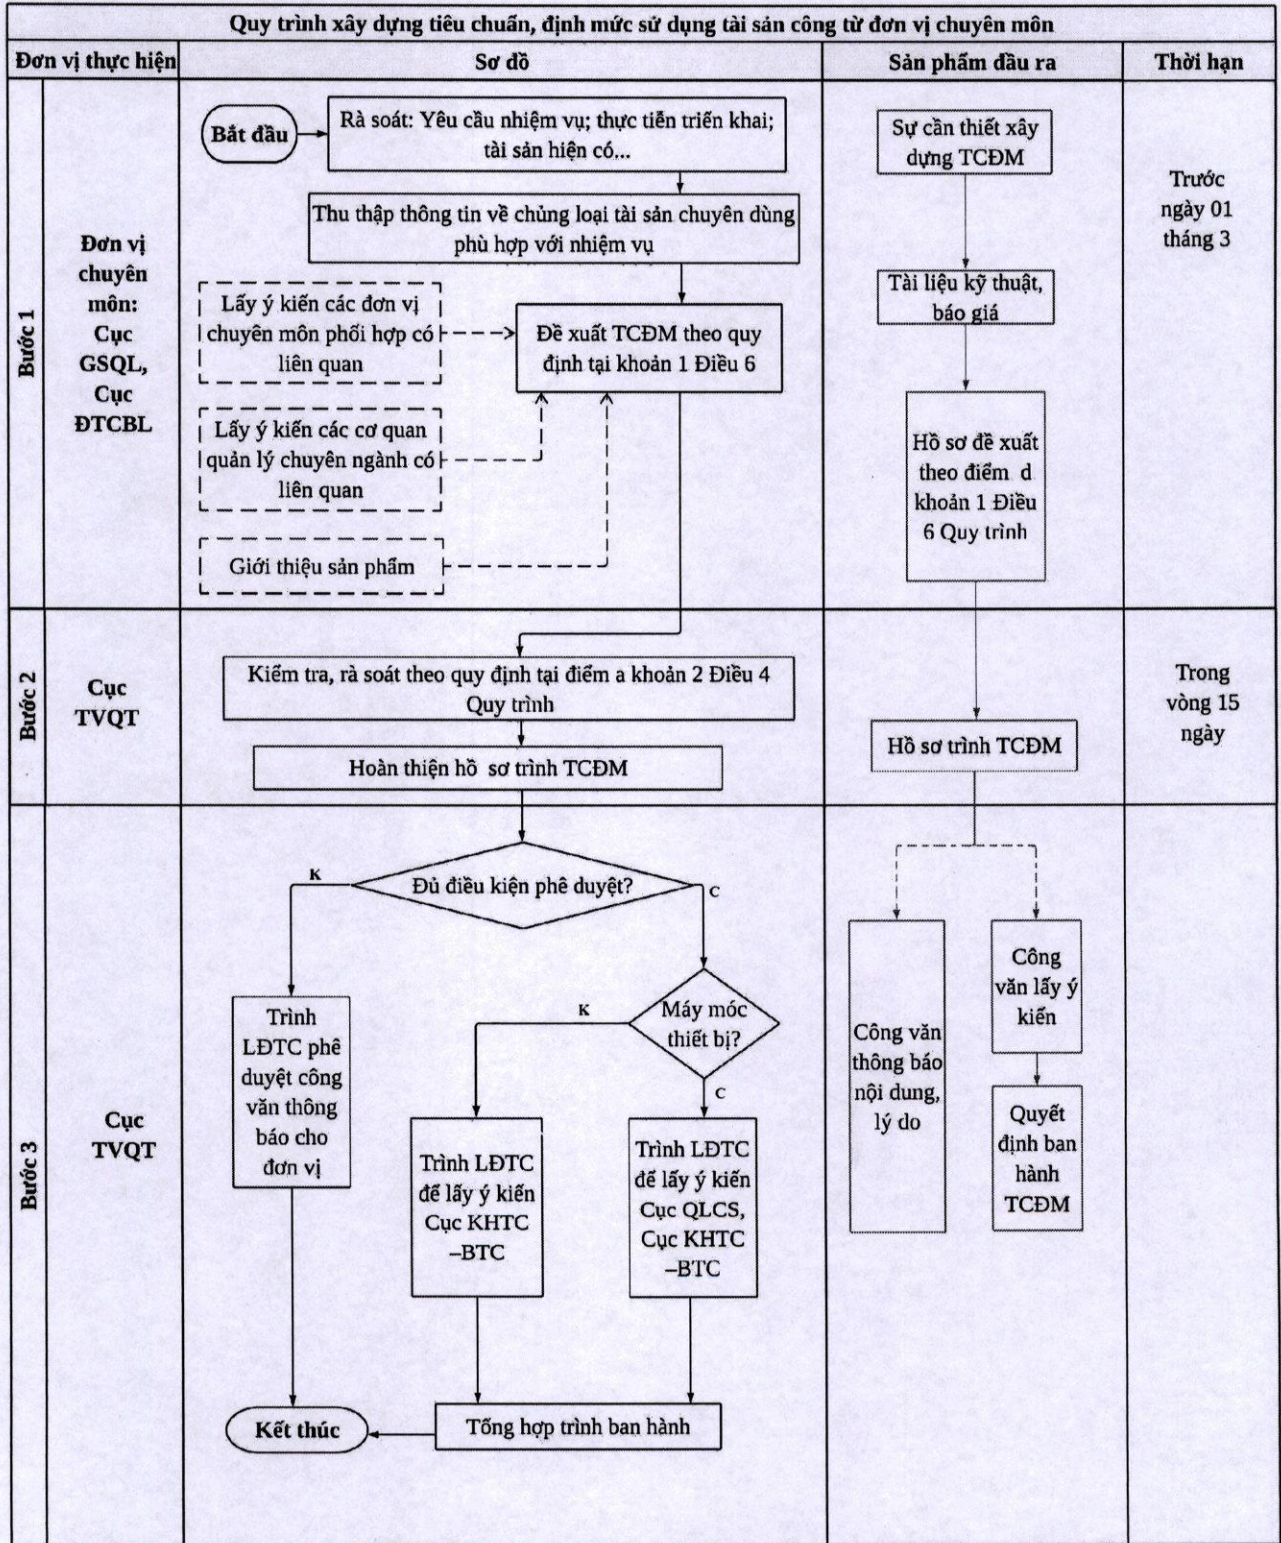 Quy trình xây dựng tiêu chuẩn, định mức sử dụng tài sản công từ đơn vị chuyên môn
Đơn vị thực hiện
Sơ đồ
Sản phẩm đầu ra
Thời hạn
Bước 1
Đơn vị
chuyên
môn:
Cục
GSQL,
Cục
ĐTCBL
Bắt đầu
Rà soát: Yêu cầu nhiệm vụ; thực tiễn triển khai;
tài sản hiện có...
Thu thập thông tin về chủng loại tài sản chuyên dùng
phù hợp với nhiệm vụ
Lấy ý kiến các đơn vị
chuyên môn phối hợp có
liên quan
Đề xuất TCĐM theo quy
định tại khoản 1 Điều 6
Lấy ý kiến các cơ quan
quản lý chuyên ngành có
liên quan
Giới thiệu sản phẩm
Sự cần thiết xây
dựng TCĐM
Tài liệu kỹ thuật,
báo giá
Hồ sơ đề xuất
theo điểm d
khoản 1 Điều
6 Quy trình
Trước
ngày 01
tháng 3
Bước 2
Cục
TVQT
Kiểm tra, rà soát theo quy định tại điểm a khoản 2 Điều 4
Quy trình
Hoàn thiện hồ sơ trình TCĐM
Hồ sơ trình TCĐM
Trong
vòng 15
ngày
Bước 3
Cục
TVQT
Đủ điều kiện phê duyệt?
K
C
Máy móc
thiết bị?
K
C
Trình
LĐTC phê
duyệt công
văn thông
báo cho
đơn vị
Trình LĐTC
để lấy ý kiến
Cục KHTC
–BTC
Trình LĐTC
để lấy ý kiến
Cục QLCS,
Cục KHTC
–BTC
Kết thúc
Tổng hợp trình ban hành
Công văn
thông báo
nội dung,
lý do
Công
văn lấy ý
kiến
Quyết
định ban
hành
TCĐM